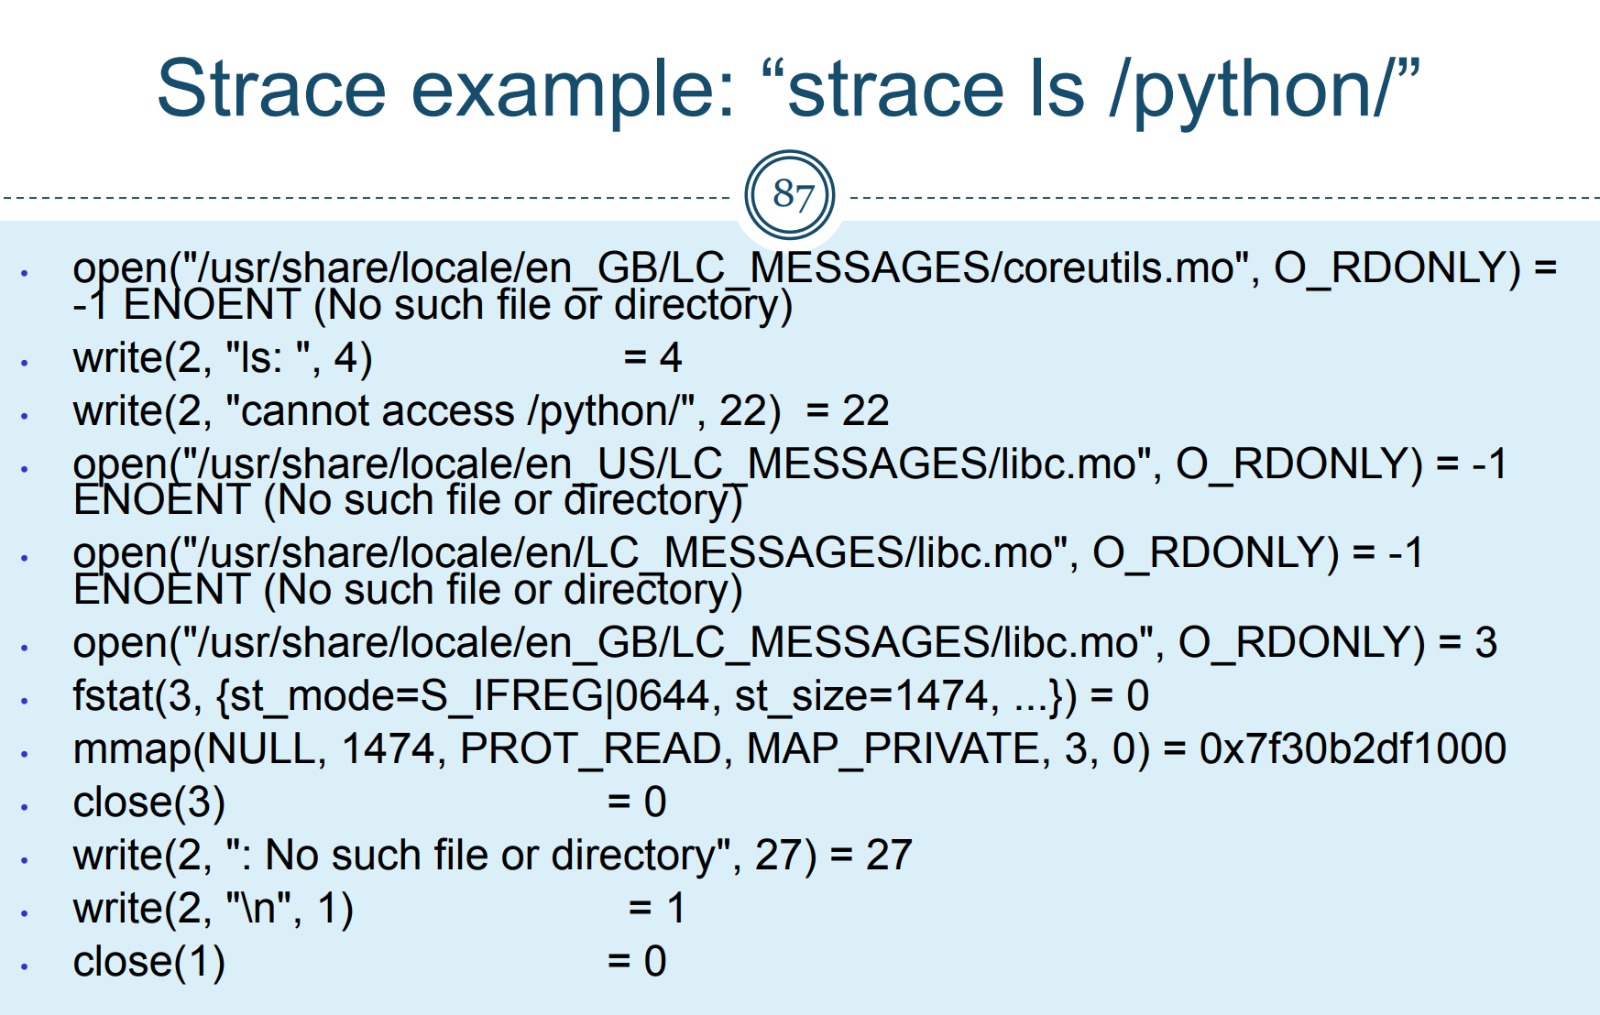 Strace example: “strace ls /python/”
87
• open("/usr/share/locale/en_GB/LC_MESSAGES/coreutils.mo", O_RDONLY) =
-1 ENOENT (No such file or directory)
• write(2, "ls: ", 4) = 4
• write(2, "cannot access /python/", 22) = 22
• open("/usr/share/locale/en_US/LC_MESSAGES/libc.mo", O_RDONLY) = -1
ENOENT (No such file or directory)
• open("/usr/share/locale/en/LC_MESSAGES/libc.mo", O_RDONLY) = -1
ENOENT (No such file or directory)
• open("/usr/share/locale/en_GB/LC_MESSAGES/libc.mo", O_RDONLY) = 3
• fstat(3, {st_mode=S_IFREG|0644, st_size=1474, ...}) = 0
• mmap(NULL, 1474, PROT_READ, MAP_PRIVATE, 3, 0) = 0x7f30b2df1000
• close(3) = 0
• write(2, ": No such file or directory", 27) = 27
• write(2, "\n", 1) = 1
• close(1) = 0